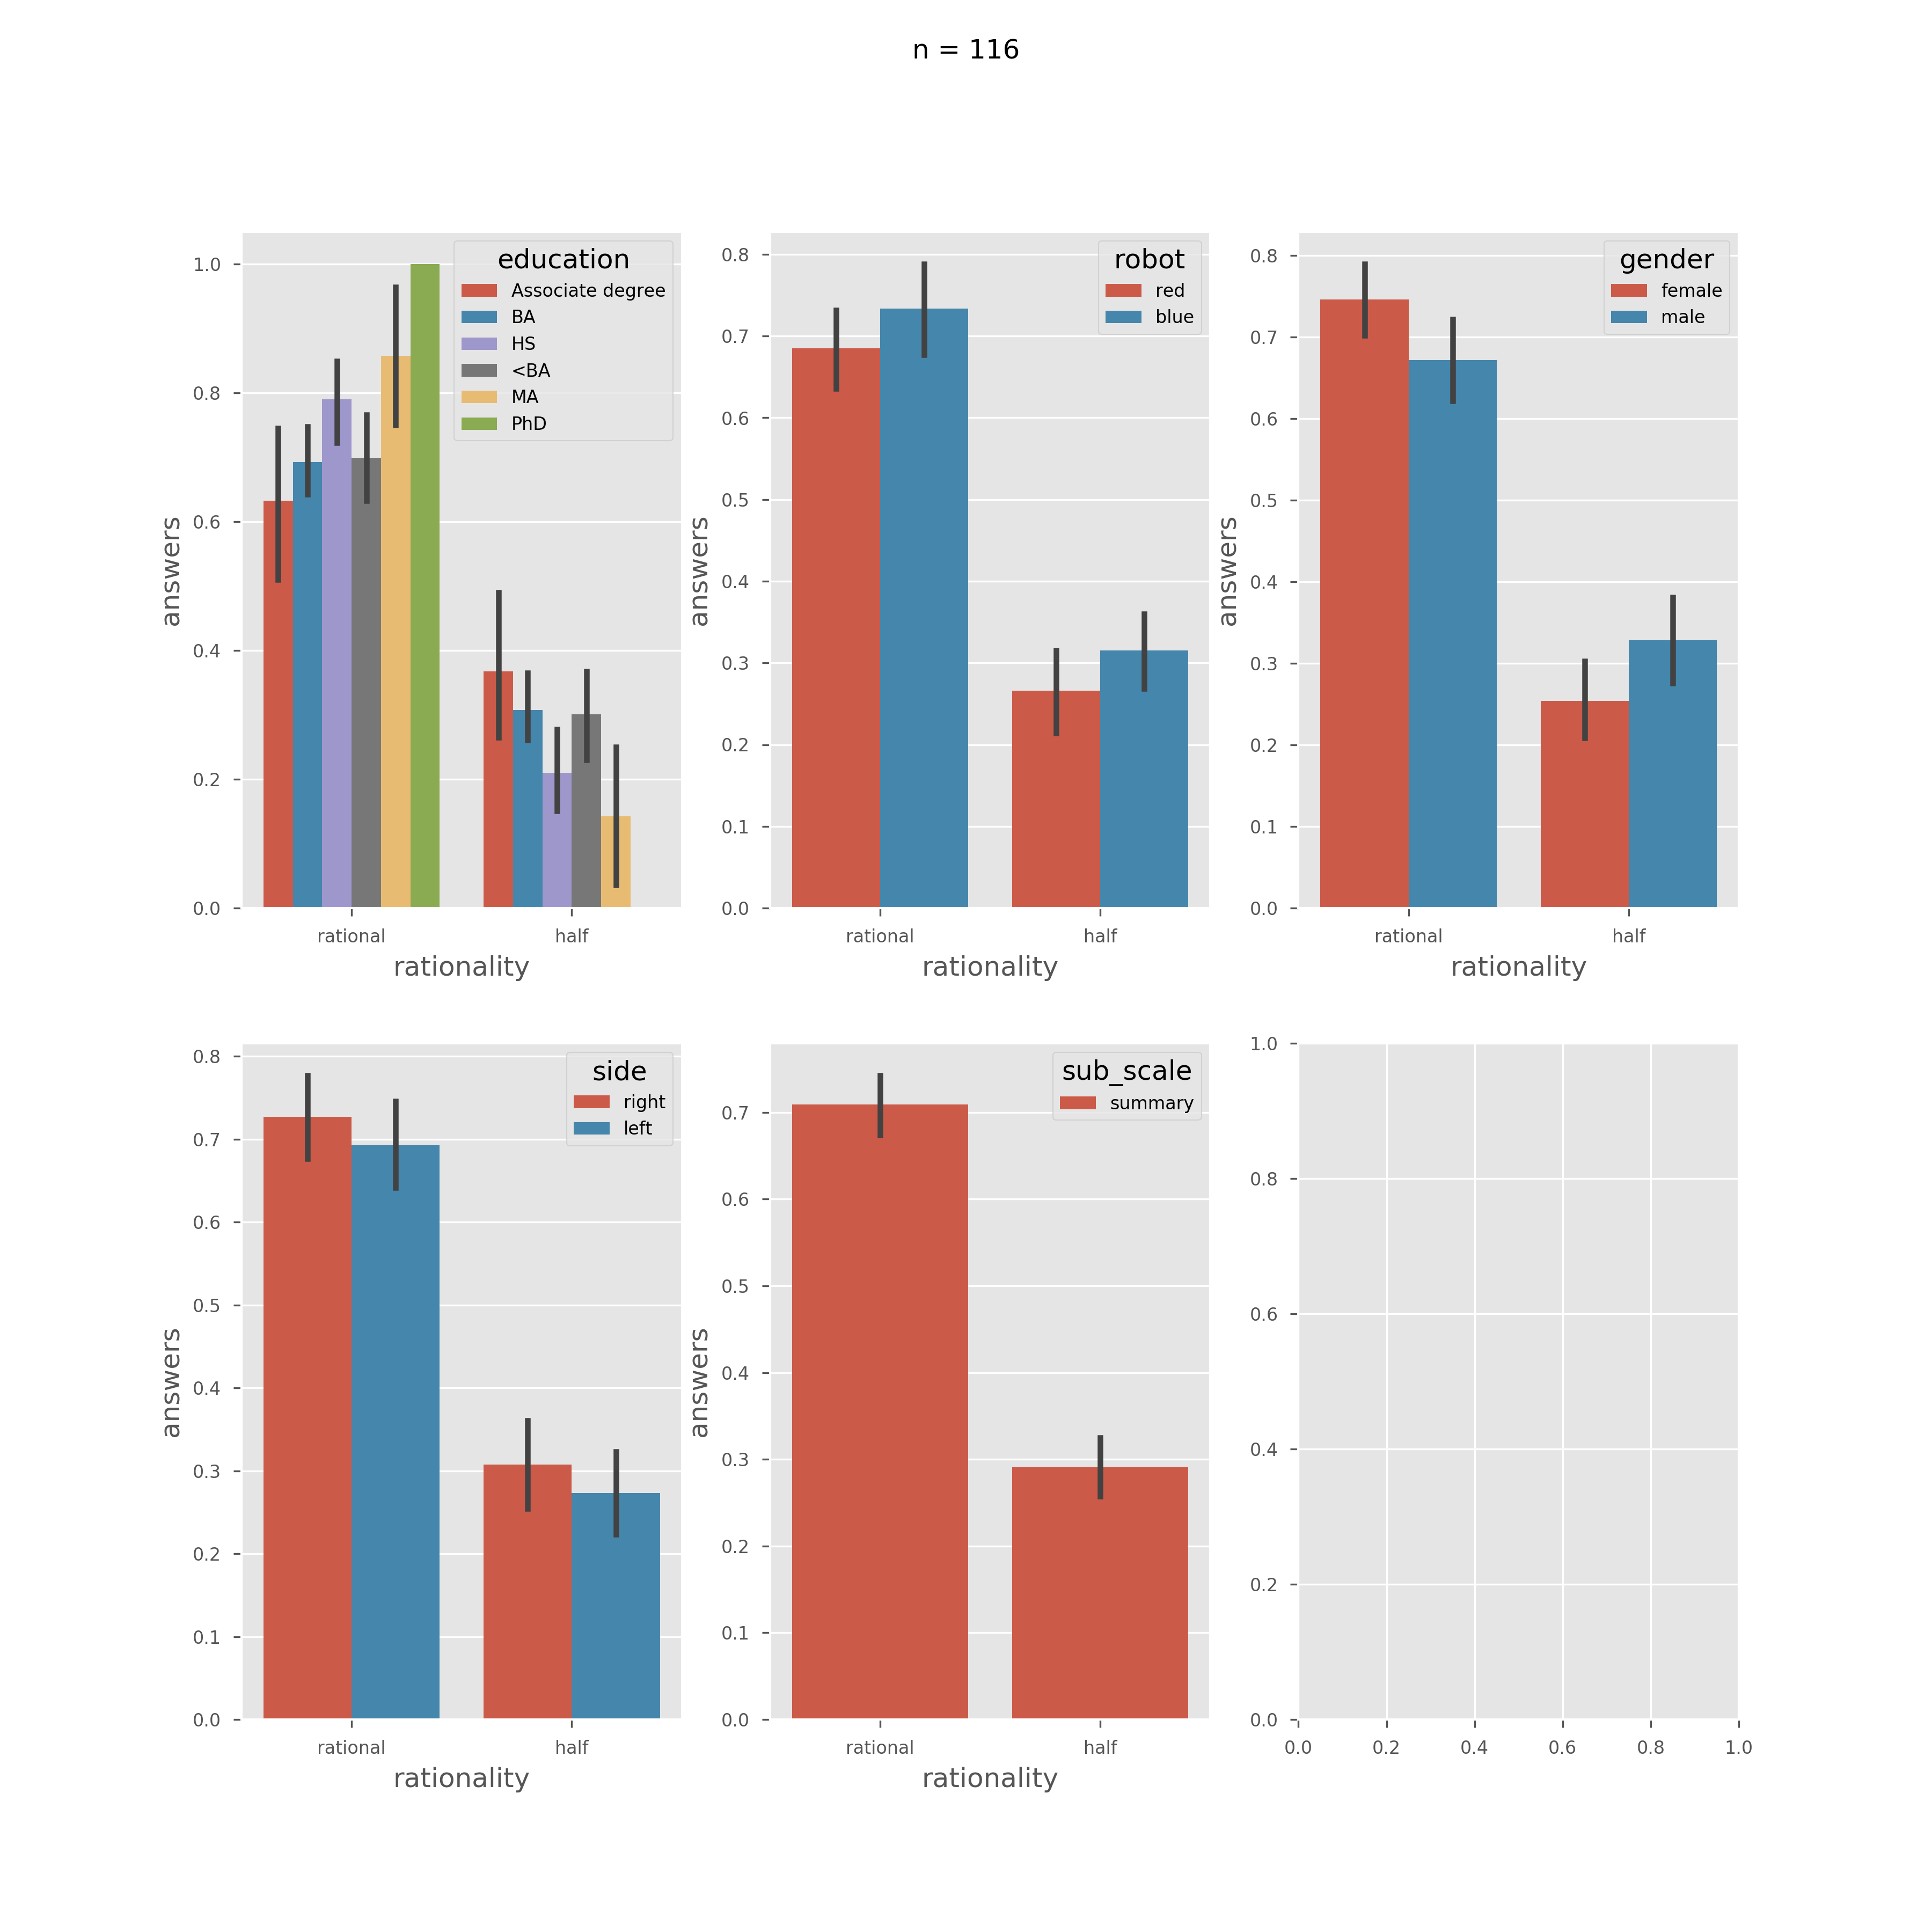 n = 116
education
Associate degree
BA
HS
<BA
MA
PhD
1.0
0.8
0.6
0.4
0.2
0.0
answers
rational
half
rationality
robot
red
blue
0.8
0.7
0.6
0.5
0.4
0.3
0.2
0.1
0.0
answers
rational
half
rationality
gender
female
male
0.8
0.7
0.6
0.5
0.4
0.3
0.2
0.1
0.0
answers
rational
half
rationality
side
right
left
0.8
0.7
0.6
0.5
0.4
0.3
0.2
0.1
0.0
answers
rational
half
rationality
sub_scale
summary
0.7
0.6
0.5
0.4
0.3
0.2
0.1
0.0
answers
rational
half
rationality
1.0
0.8
0.6
0.4
0.2
0.0
0.0 0.2 0.4 0.6 0.8 1.0